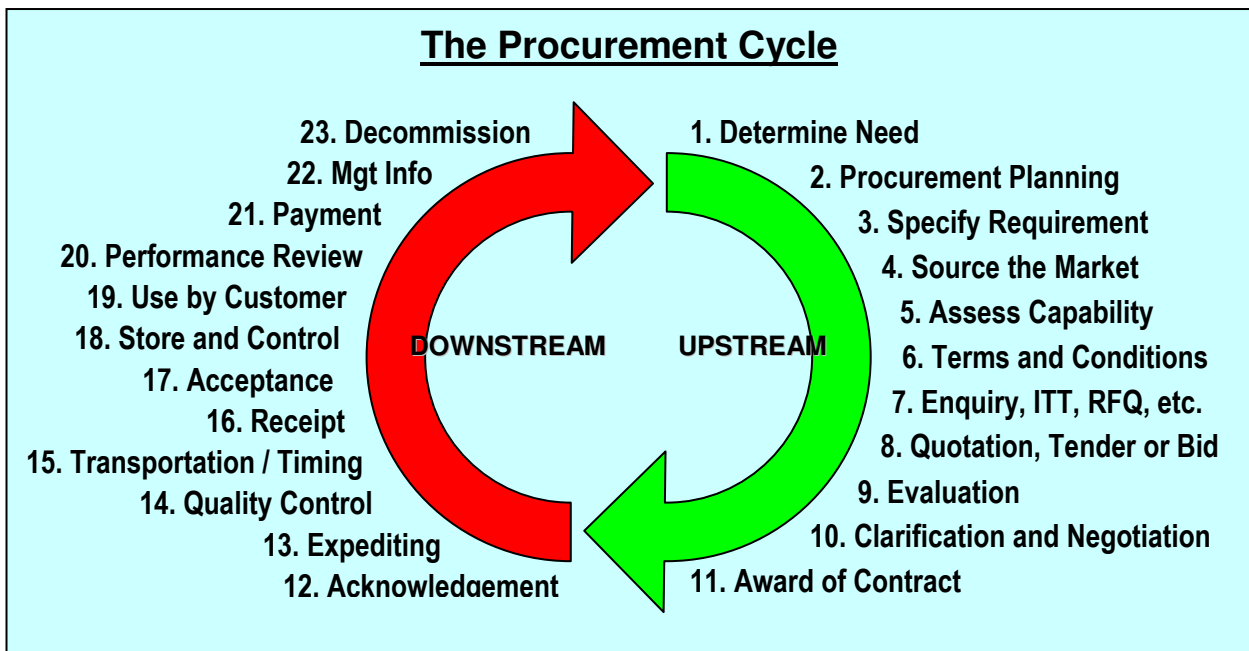 The Procurement Cycle
1. Determine Need
2. Procurement Planning
3. Specify Requirement
4. Source the Market
5. Assess Capability
6. Terms and Conditions
7. Enquiry, ITT, RFQ, etc.
8. Quotation, Tender or Bid
9. Evaluation
10. Clarification and Negotiation
11. Award of Contract
UPSTREAM
12. Acknowledgement
13. Expediting
14. Quality Control
15. Transportation / Timing
16. Receipt
17. Acceptance
18. Store and Control
19. Use by Customer
20. Performance Review
21. Payment
22. Mgt Info
23. Decommission
DOWNSTREAM